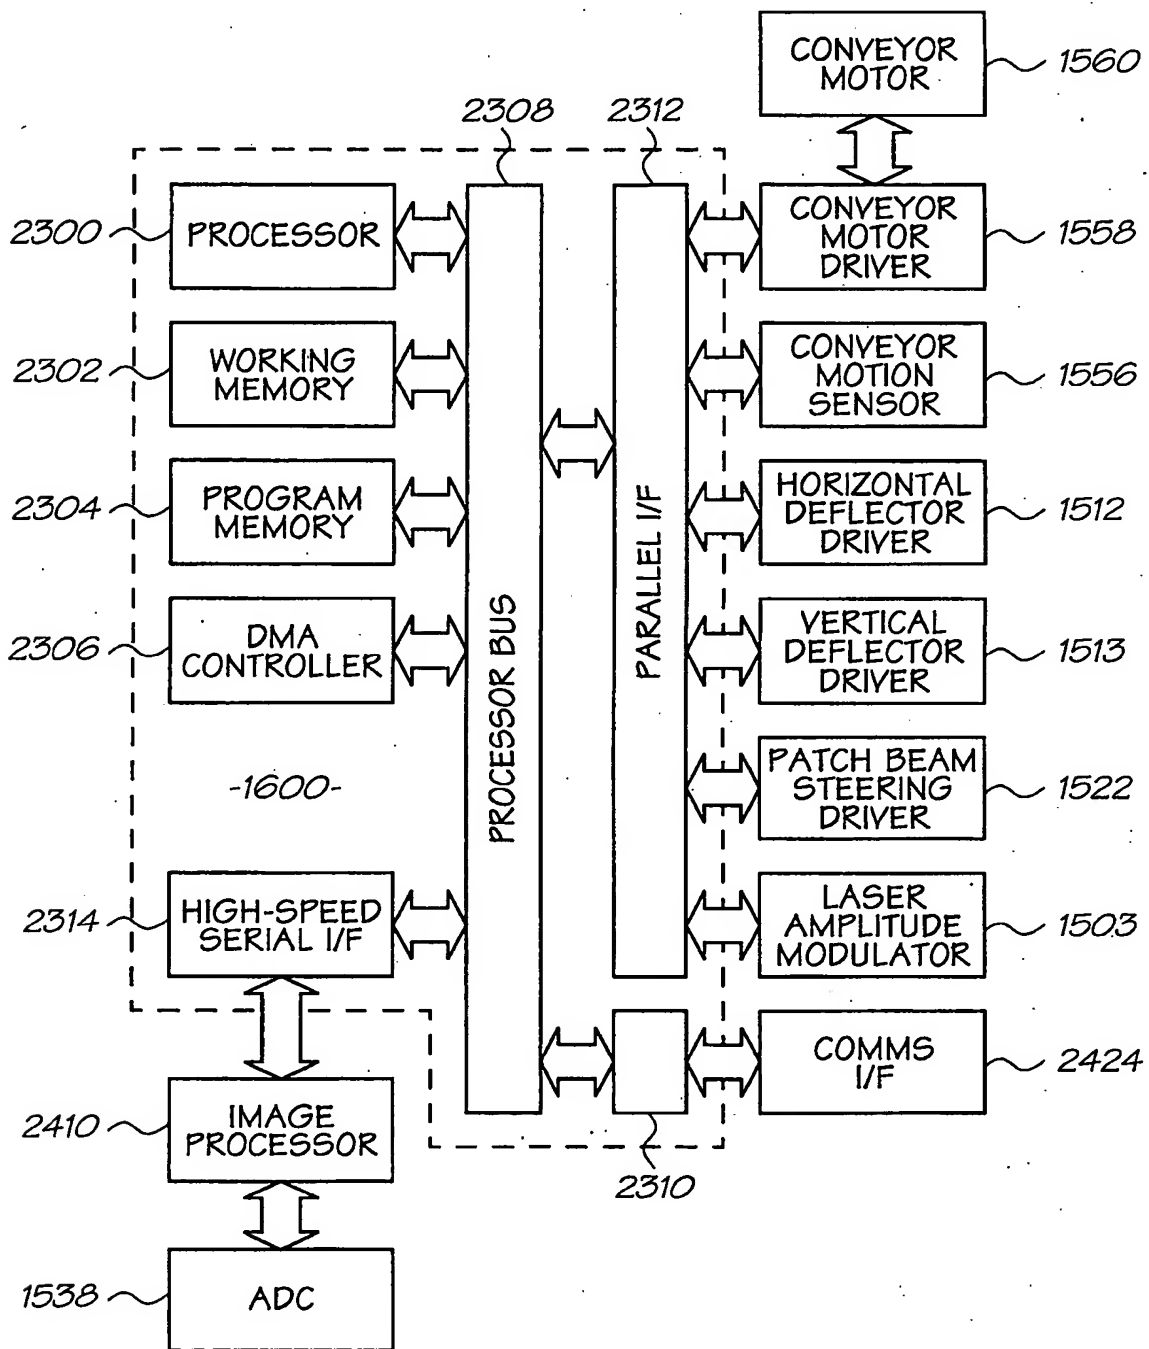 CONVEYOR
MOTOR
1560
2308
2312
2300
PROCESSOR
CONVEYOR
MOTOR
DRIVER
1558
2302
WORKING
MEMORY
CONVEYOR
MOTION
SENSOR
1556
2304
PROGRAM
MEMORY
HORIZONTAL
DEFLECTOR
DRIVER
1512
2306
DMA
CONTROLLER
PROCESSOR BUS
PARALLEL I/F
VERTICAL
DEFLECTOR
DRIVER
1513
-1600-
PATCH BEAM
STEERING
DRIVER
1522
2314
HIGH-SPEED
SERIAL I/F
LASER
AMPLITUDE
MODULATOR
1503
COMMS
I/F
2424
2410
IMAGE
PROCESSOR
2310
1538
ADC